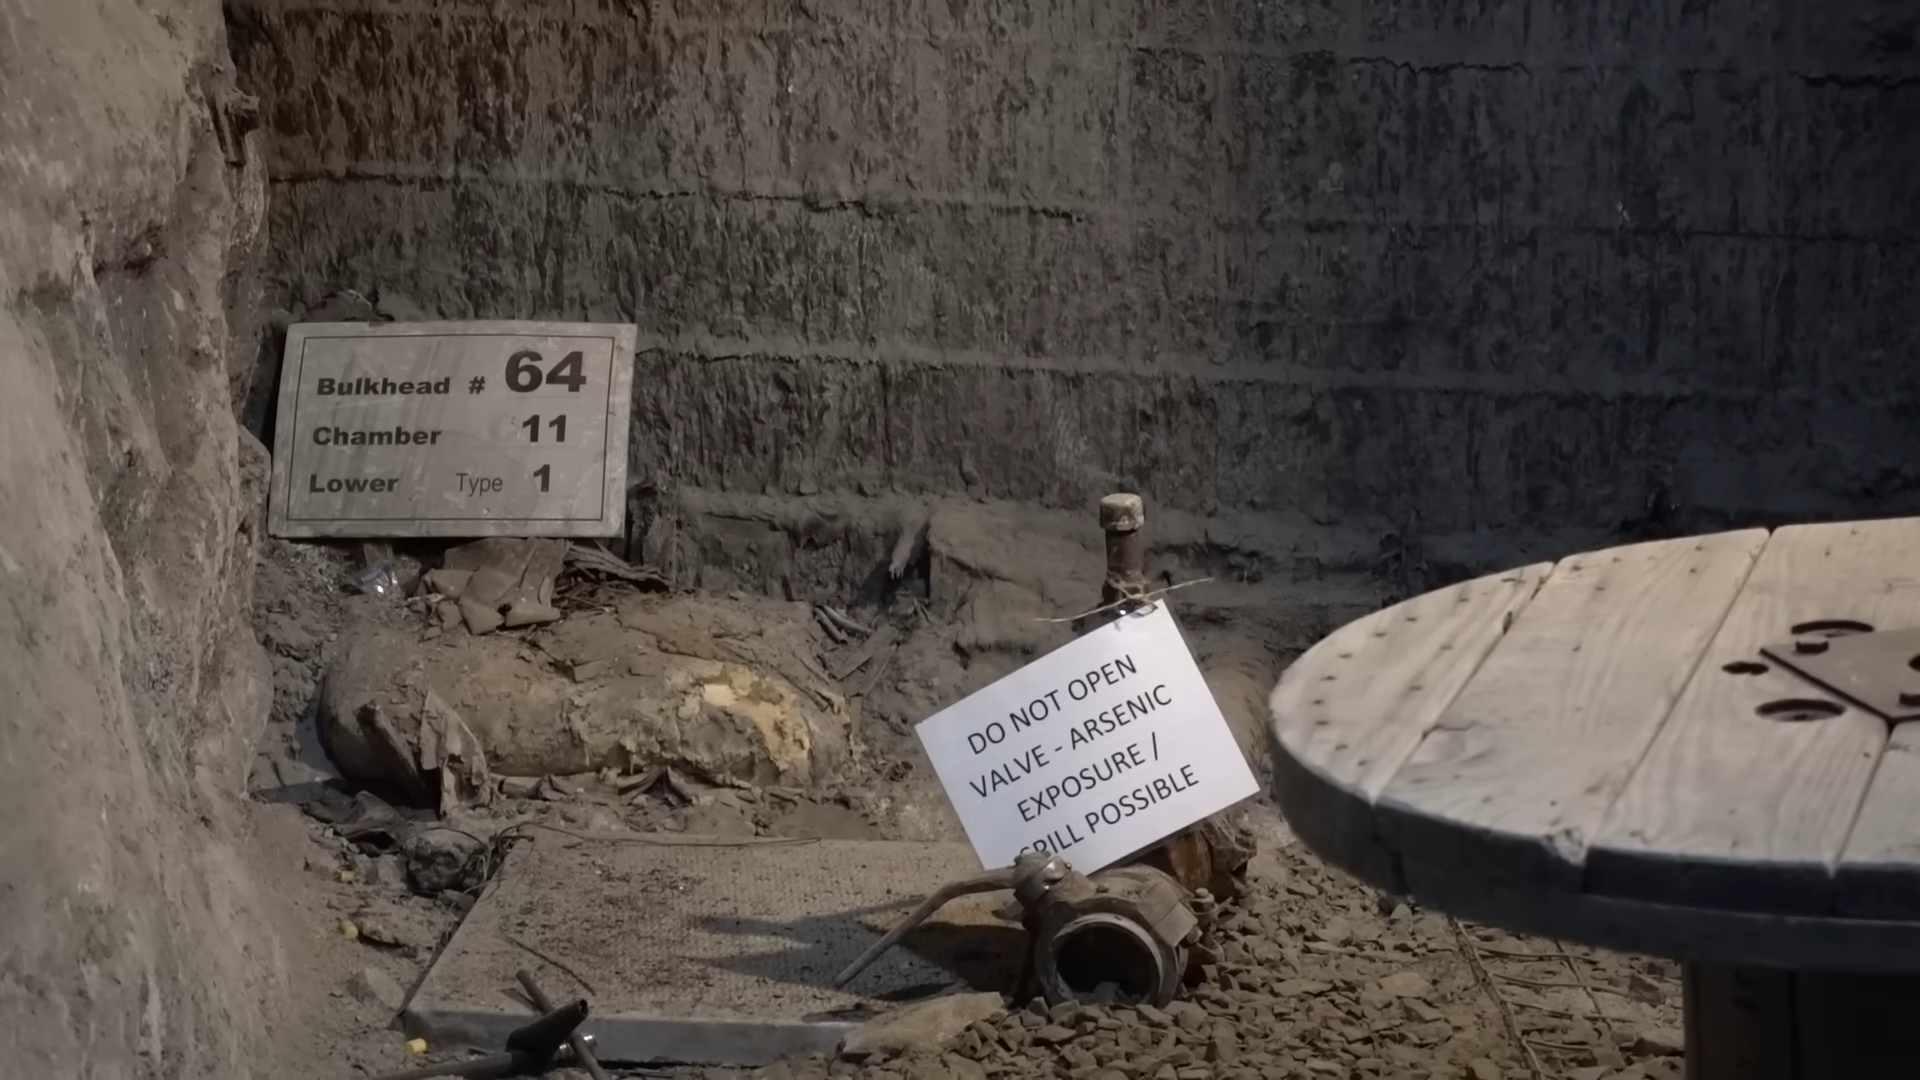 Bulkhead # 64
Chamber 11
Lower Type 1
DO NOT OPEN
VALVE - ARSENIC
EXPOSURE /
SPILL POSSIBLE